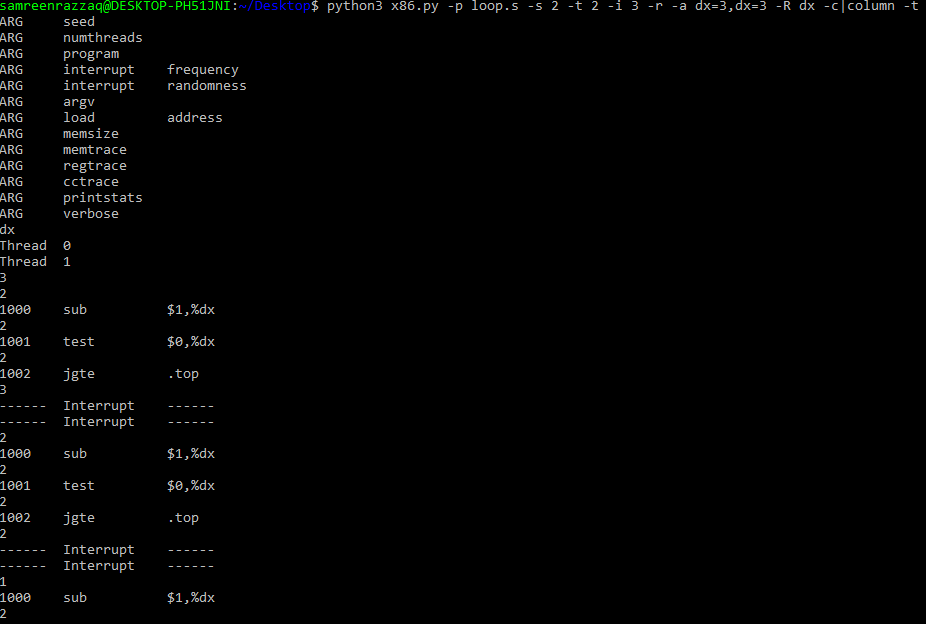 samreenrazzaq@DESKTOP-PH51JNI:~/Desktop$ python3 x86.py -p loop.s -s 2 -t 2 -i 3 -r -a dx=3,dx=3 -R dx -c|column -t
ARG seed
ARG numthreads
ARG program
ARG interrupt frequency
ARG interrupt randomness
ARG argv
ARG load address
ARG memsize
ARG memtrace
ARG regtrace
ARG cctrace
ARG printstats
ARG verbose
dx
Thread 0
Thread 1
3
2
1000 sub $1,%dx
2
1001 test $0,%dx
2
1002 jgte .top
3
------ Interrupt ------
------ Interrupt ------
2
1000 sub $1,%dx
2
1001 test $0,%dx
2
1002 jgte .top
2
------ Interrupt ------
------ Interrupt ------
1
1000 sub $1,%dx
2